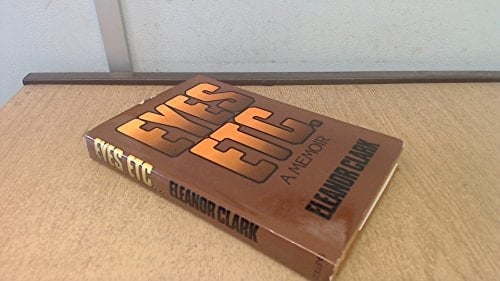 EYES
ETC.
A MEMOIR
ELEANOR CLARK
EYES ETC. ELEANOR CLARK